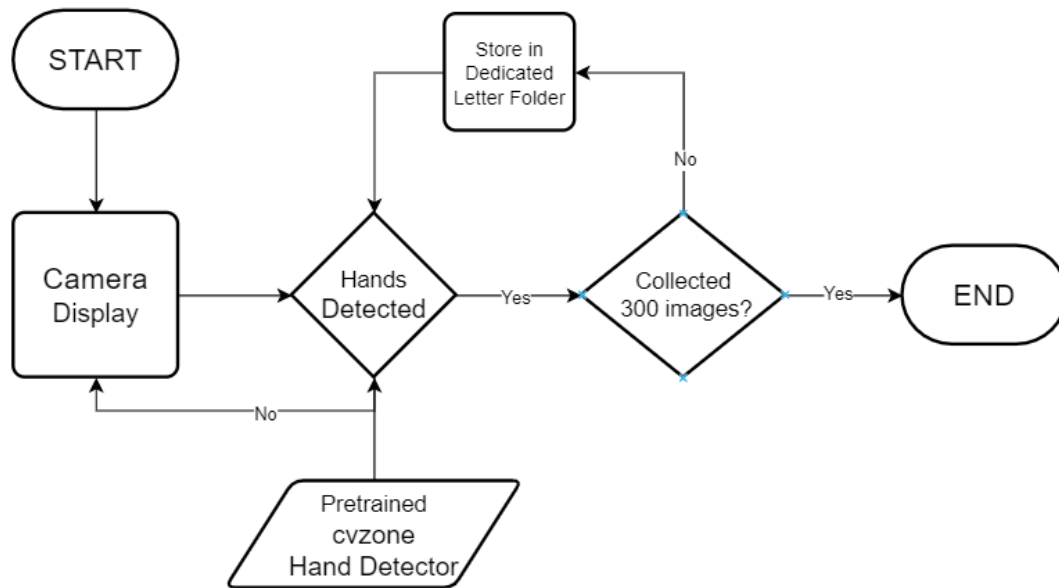 START
Store in
Dedicated
Letter Folder
No
Camera
Display
Hands
Detected
Yes
Collected
300 images?
Yes
END
No
Pretrained
cvzone
Hand Detector